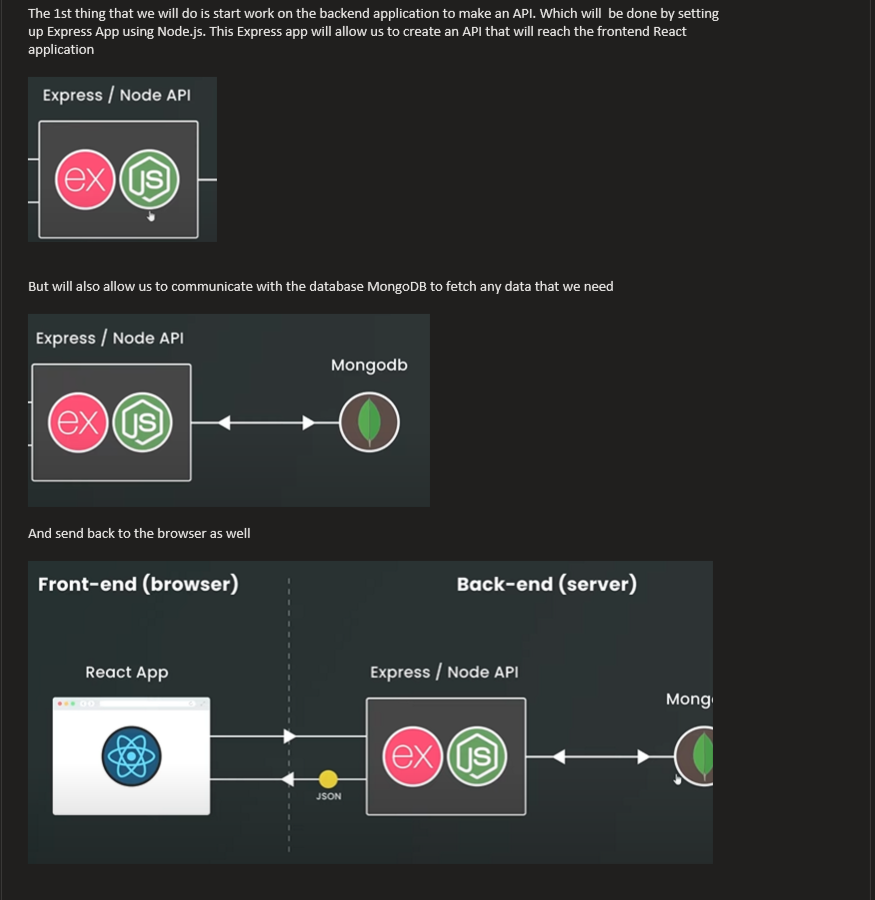 The 1st thing that we will do is start work on the backend application to make an API. Which will  be done by setting
up Express App using Node.js. This Express app will allow us to create an API that will reach the frontend React
application
Express / Node API
ex JS
But will also allow us to communicate with the database MongoDB to fetch any data that we need
Express / Node API
Mongodb
ex JS
And send back to the browser as well
Front-end (browser) Back-end (server)
React App Express / Node API
Mong
ex JS
JSON